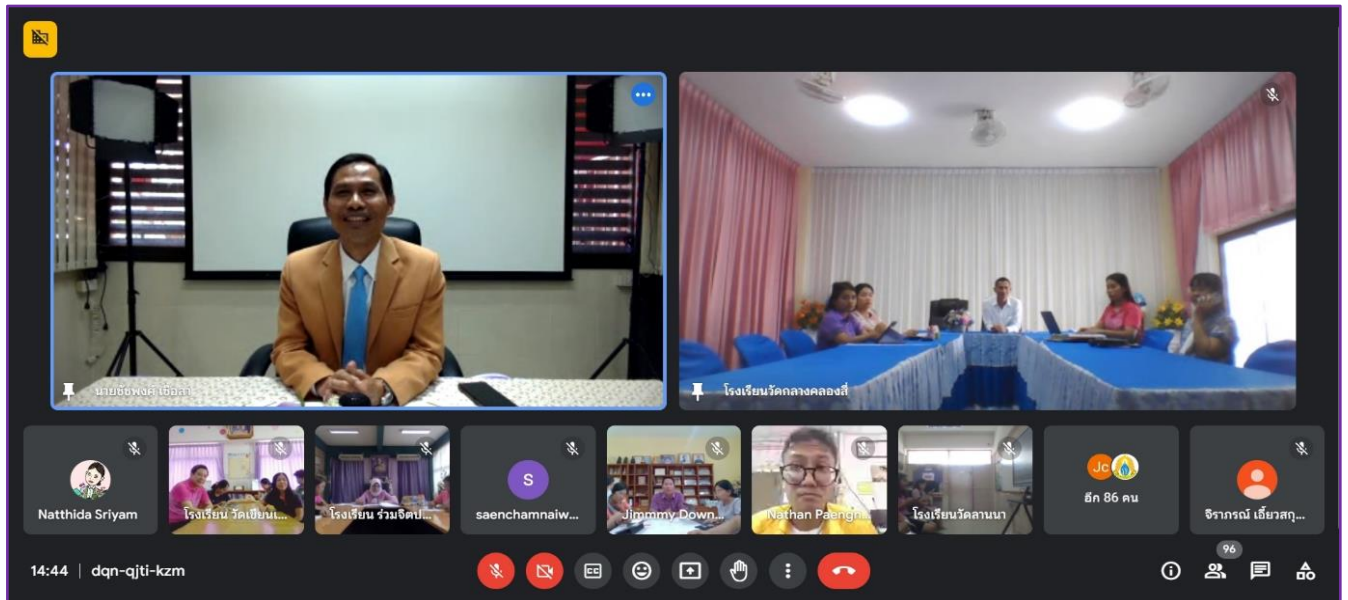 นายชัชพงศ์ เชื้อลา
โรงเรียนวัดกลางคลองสี่
Natthida Sriyam
โรงเรียน วัดเขียนเ...
โรงเรียน ร่วมจิตป...
S
saenchamnaiw...
Jimmmy Down...
Nathan Paengh...
โรงเรียนวัดลานนา
Jc
อีก 86 คน
จิราภรณ์ เอี้ยวสกุ...
14:44 | dqn-qjti-kzm
CC
96